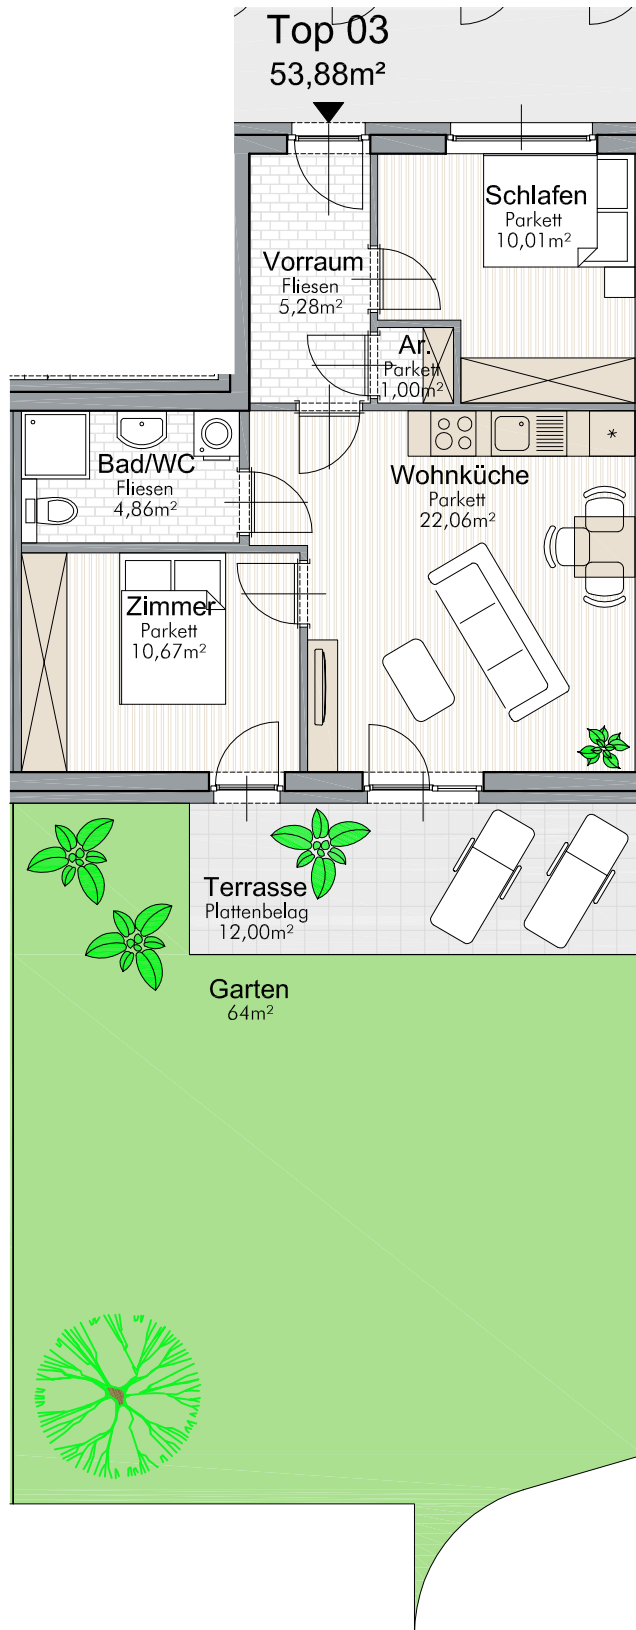 Top 03
53,88m²
Schlafen
Parkett
10,01m²
Vorraum
Fliesen
5,28m²
Ar.
Parkett
1,00m²
Bad/WC
Fliesen
4,86m²
Wohnküche
Parkett
22,06m²
*
Zimmer
Parkett
10,67m²
Terrasse
Plattenbelag
12,00m²
Garten
64m²